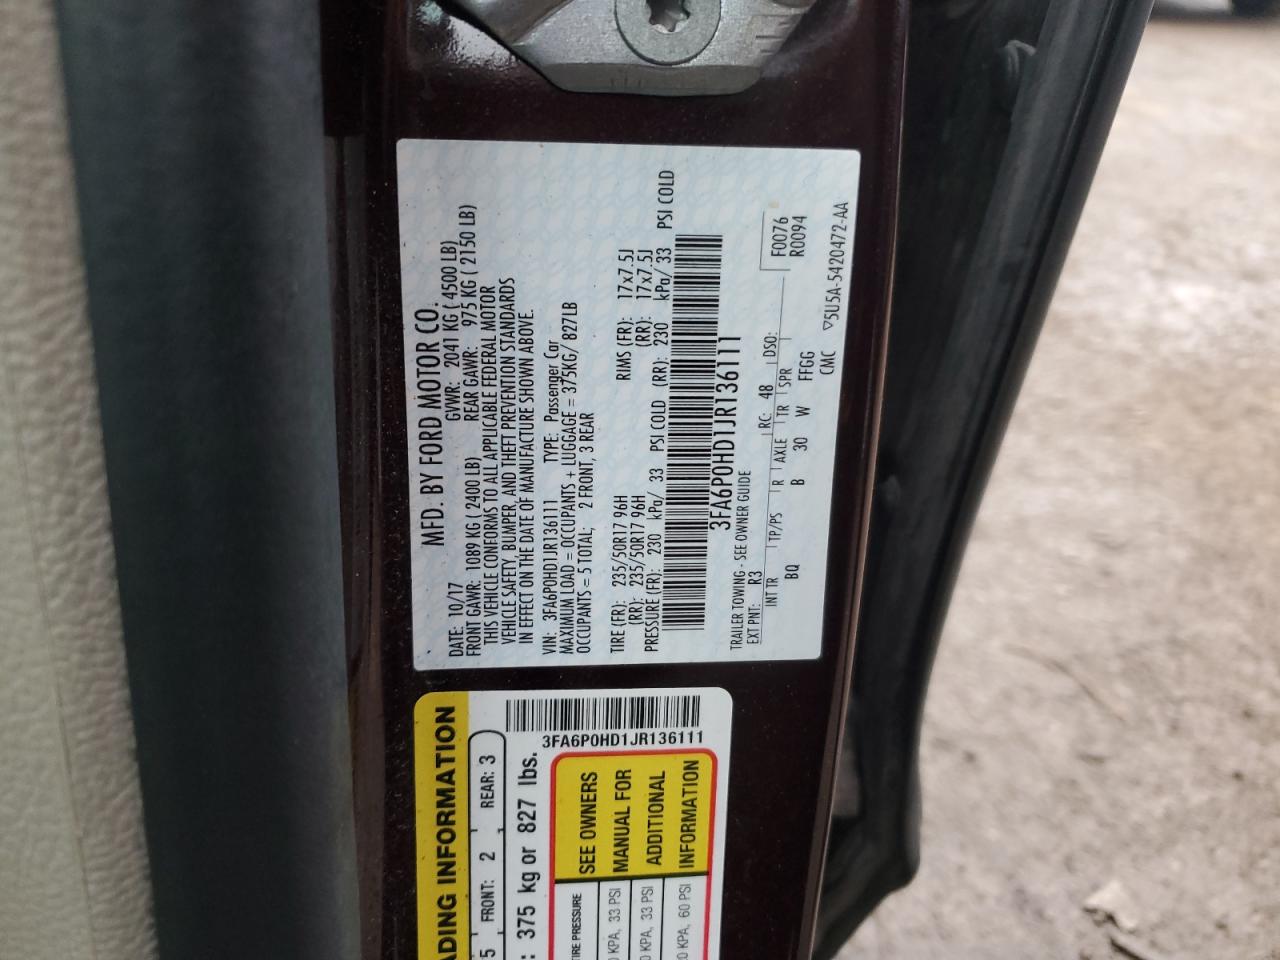 MFD. BY FORD MOTOR CO.
DATE: 10/17 GVWR: 2041 KG ( 4500 LB)
FRONT GAWR: 1089 KG ( 2400 LB) REAR GAWR: 975 KG ( 2150 LB)
THIS VEHICLE CONFORMS TO ALL APPLICABLE FEDERAL MOTOR
VEHICLE SAFETY, BUMPER, AND THEFT PREVENTION STANDARDS
IN EFFECT ON THE DATE OF MANUFACTURE SHOWN ABOVE.
VIN: 3FA6P0HD1JR136111 TYPE: Passenger Car
MAXIMUM LOAD = OCCUPANTS + LUGGAGE = 375KG/ 827LB
OCCUPANTS = 5 TOTAL; 2 FRONT, 3 REAR
TIRE (FR): 235/50R17 96H RIMS (FR): 17x7.5J
(RR): 235/50R17 96H (RR): 17x7.5J
PRESSURE (FR): 230 kPa/ 33 PSI COLD (RR): 230 kPa/ 33 PSI COLD
3FA6P0HD1JR136111
TRAILER TOWING - SEE OWNER GUIDE
EXT PNT: R3 RC: 48 DSO: F0076
R0094
INT TR TP/PS R AXLE TR SPR
BQ B 30 W FFGG
CMC
▽5U5A-5420472-AA
ADING INFORMATION
5 FRONT: 2 REAR: 3
: 375 kg or 827 lbs.
3FA6P0HD1JR136111
TIRE PRESSURE
0 KPA, 33 PSI
0 KPA, 33 PSI
0 KPA, 60 PSI
SEE OWNERS
MANUAL FOR
ADDITIONAL
INFORMATION